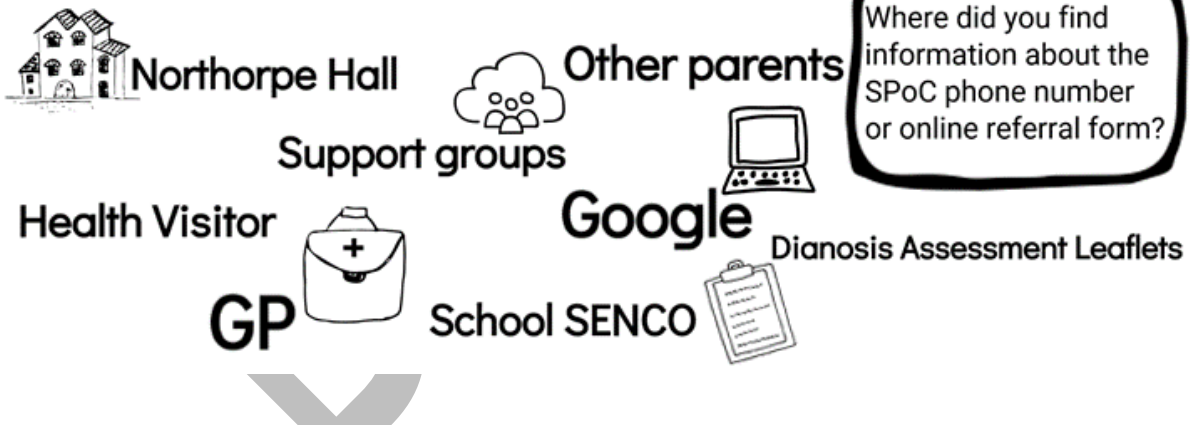 Where did you find
information about the
SPoC phone number
or online referral form?
Northorpe Hall
Other parents
Support groups
Health Visitor
Google
Dianosis Assessment Leaflets
GP
School SENCO